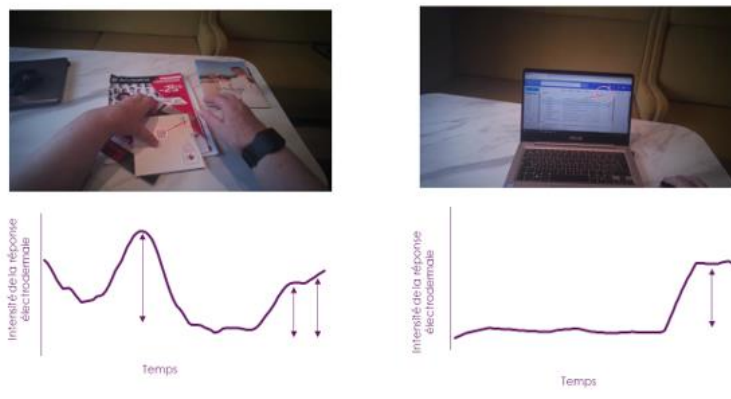 Intensité de la réponse
électrodermale
Temps
Intensité de la réponse
électrodermale
Temps